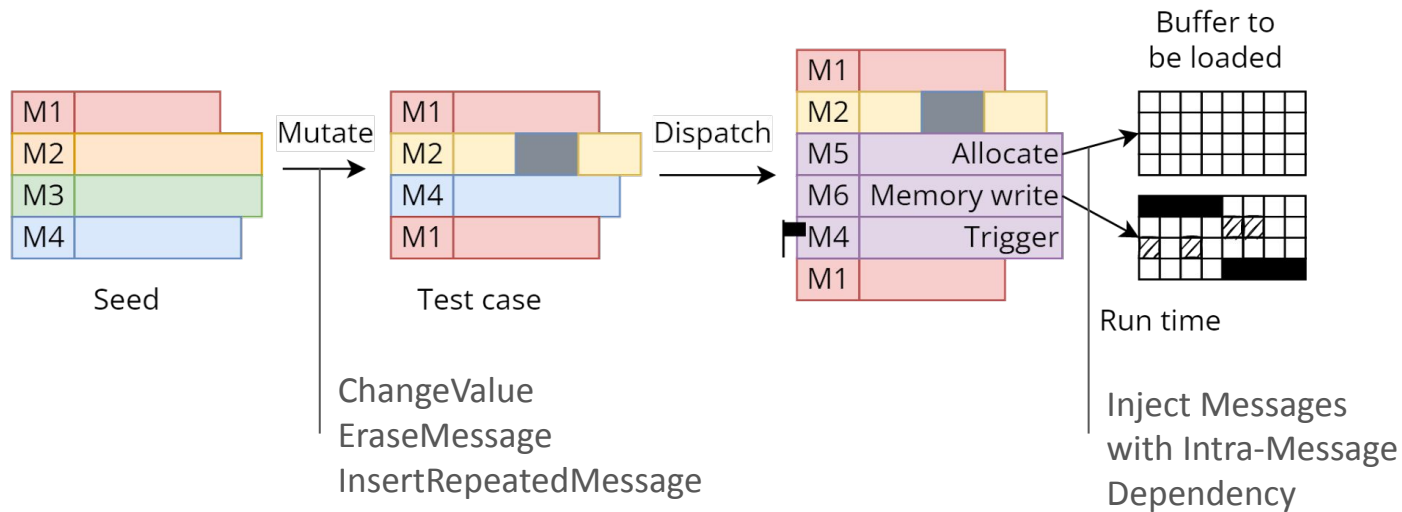 M1
M2
M3
M4
Seed
Mutate
M1
M2
M4
M1
Test case
ChangeValue
EraseMessage
InsertRepeatedMessage
Dispatch
M1
M2
M5 Allocate
M6 Memory write
M4 Trigger
M1
Buffer to
be loaded
Run time
Inject Messages
with Intra-Message
Dependency